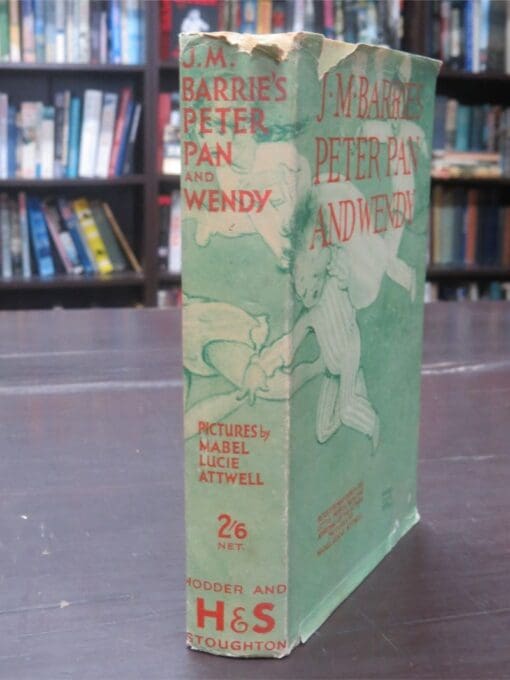 J.M.
BARRIE'S
PETER
PAN
AND
WENDY
PICTURES by
MABEL
LUCIE
ATTWELL
2/6
NET.
HODDER AND
H & S
STOUGHTON
J·M·BARRIE'S
PETER PAN
AND WENDY